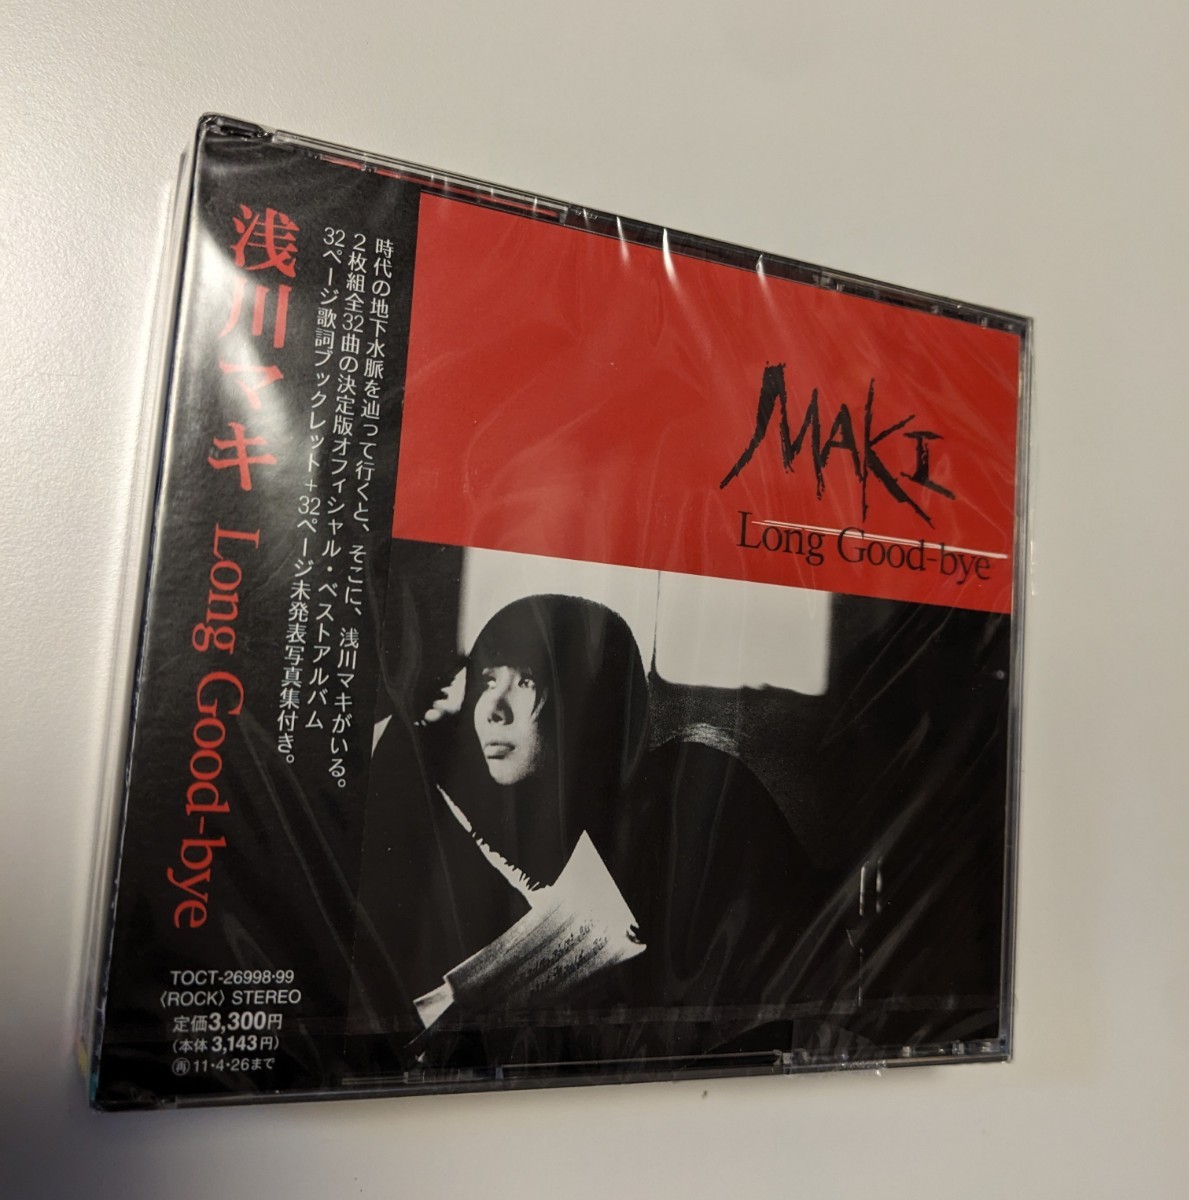 浅川マキ Long Good-bye
時代の地下水脈を辿って行くと、そこに、浅川マキがいる。
2枚組全32曲の決定版オフィシャル・ベストアルバム
32ページ歌詞ブックレット+32ページ未発表写真集付き。
TOCT-26998·99
〈ROCK〉 STEREO
定価3,300円
(本体 3,143円)
再 11・4・26まで
MAKI
Long Good-bye